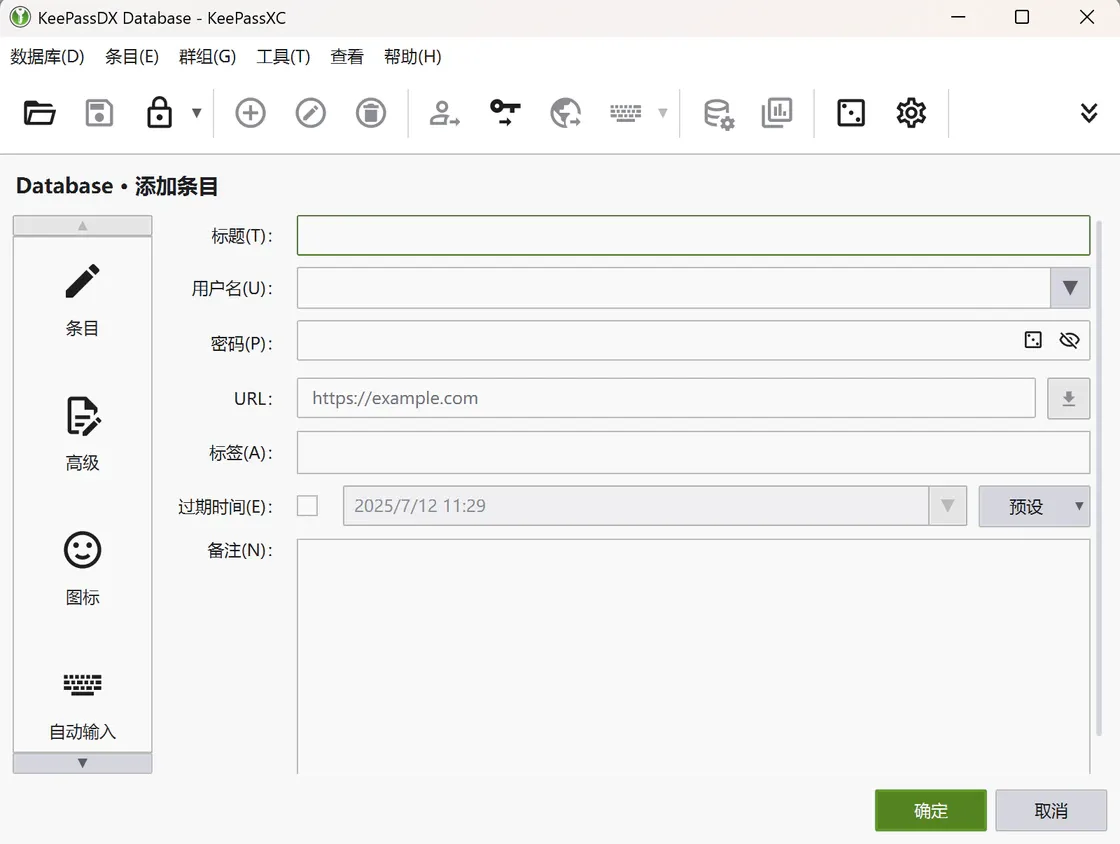 KeePassDX Database - KeePassXC
数据库(D) 条目(E) 群组(G) 工具(T) 查看 帮助(H)
Database • 添加条目
标题(T):
用户名(U):
密码(P):
URL: https://example.com
标签(A):
过期时间(E): 2025/7/12 11:29 预设
备注(N):
条目
高级
图标
自动输入
确定 取消